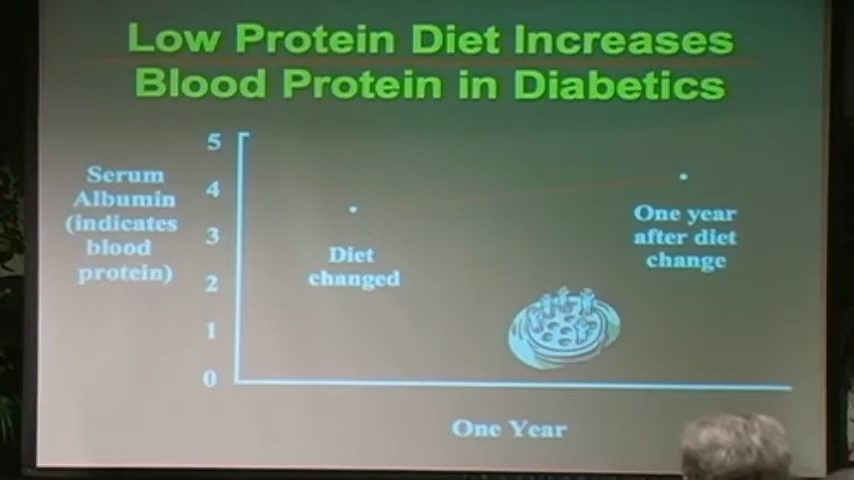 Low Protein Diet Increases
Blood Protein in Diabetics
5
4
3
2
1
0
Serum
Albumin
(indicates
blood
protein)
Diet
changed
One year
after diet
change
One Year